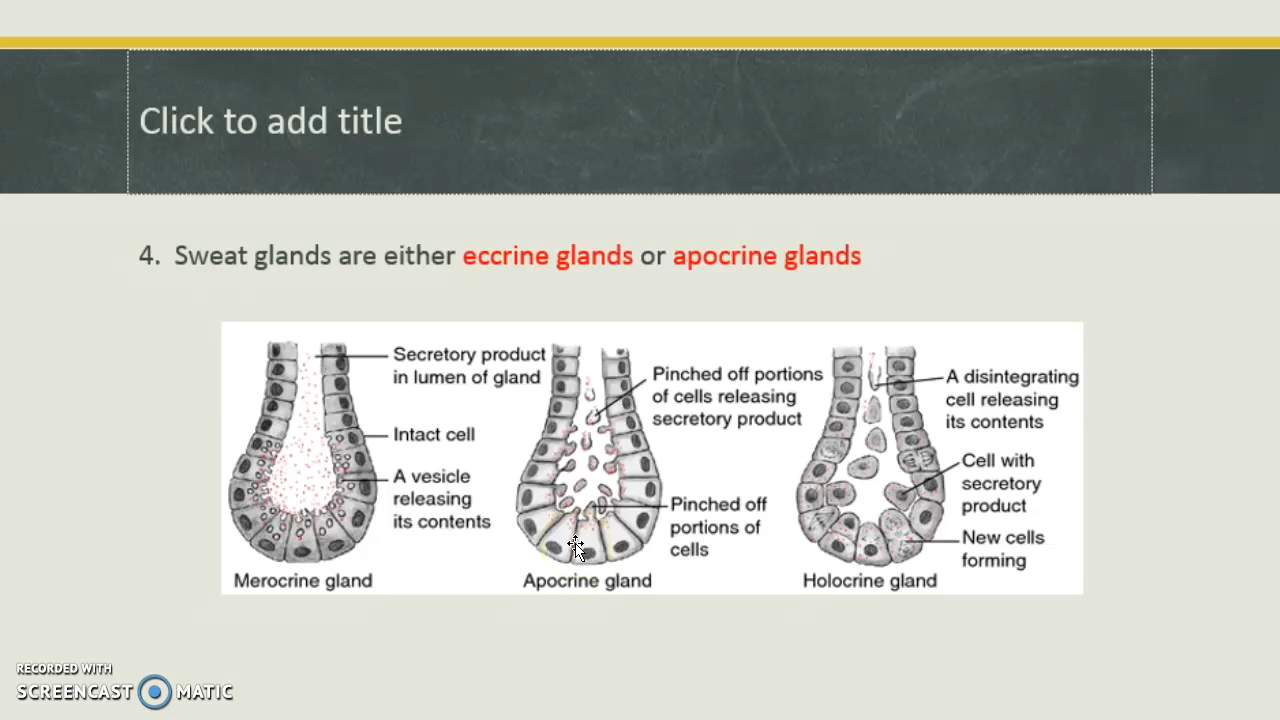 Click to add title
4. Sweat glands are either eccrine glands or apocrine glands
Secretory product
in lumen of gland
Intact cell
A vesicle
releasing
its contents
Merocrine gland
Pinched off portions
of cells releasing
secretory product
Pinched off
portions of
cells
Apocrine gland
A disintegrating
cell releasing
its contents
Cell with
secretory
product
New cells
forming
Holocrine gland
RECORDED WITH
SCREENCAST MATIC